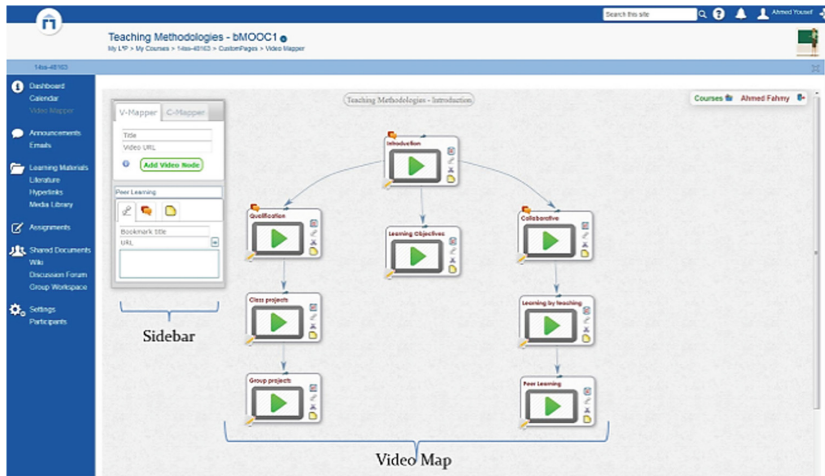 Search this site
Ahmed Yousef
Teaching Methodologies - bMOOC1
My L²P > My Courses > 14ss-48163 > CustomPages > Video Mapper
14ss-48163
Dashboard
Calendar
Video Mapper
Announcements
Emails
Learning Materials
Literature
Hyperlinks
Media Library
Assignments
Shared Documents
Wiki
Discussion Forum
Group Workspace
Settings
Participants
V-Mapper
C-Mapper
Title
Video URL
Add Video Node
Peer Learning
Bookmark title
URL
Sidebar
Teaching Methodologies - Introduction
Courses
Ahmed Fahmy
Introduction
Qualification
Learning Objectives
Collaborative
Class projects
Learning by teaching
Group projects
Peer Learning
Video Map